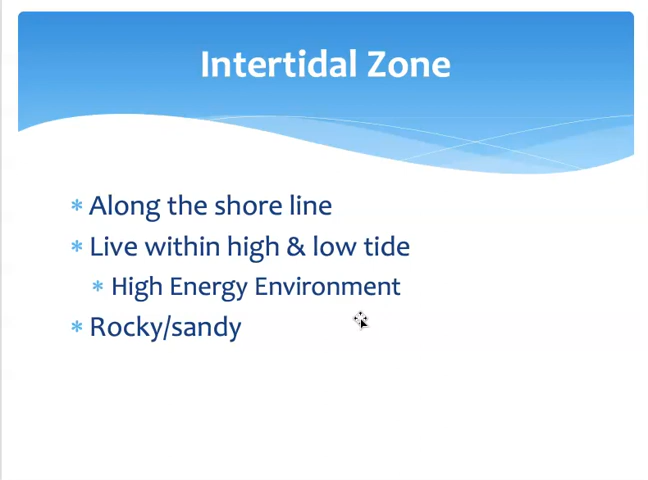 Intertidal Zone
* Along the shore line
* Live within high & low tide
* High Energy Environment
* Rocky/sandy